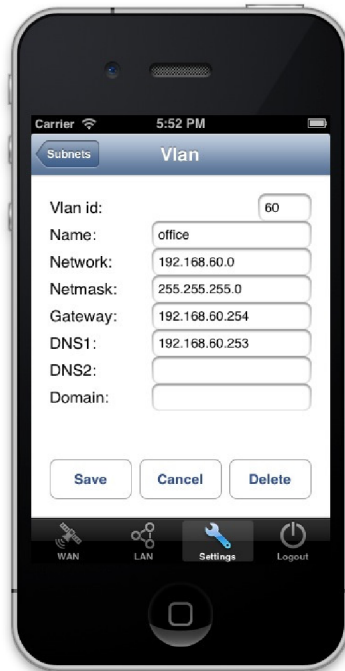 Carrier 5:52 PM
Subnets Vlan
Vlan id: 60
Name: office
Network: 192.168.60.0
Netmask: 255.255.255.0
Gateway: 192.168.60.254
DNS1: 192.168.60.253
DNS2:
Domain:
Save Cancel Delete
WAN LAN Settings Logout